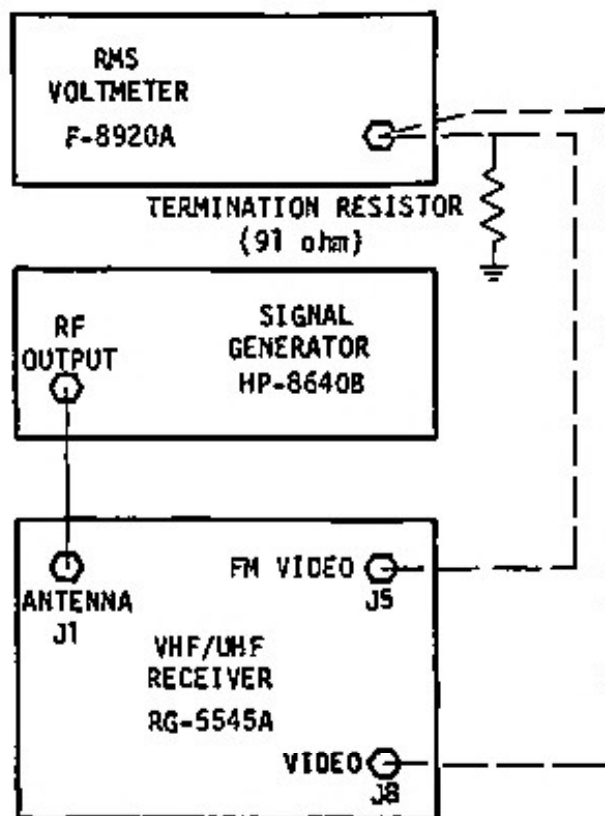 RMS
VOLTMETER
F-8920A
TERMINATION RESISTOR
(91 ohm)
RF
OUTPUT
SIGNAL
GENERATOR
HP-8640B
ANTENNA
J1
FM VIDEO
J5
VHF/UHF
RECEIVER
RG-5545A
VIDEO
J6